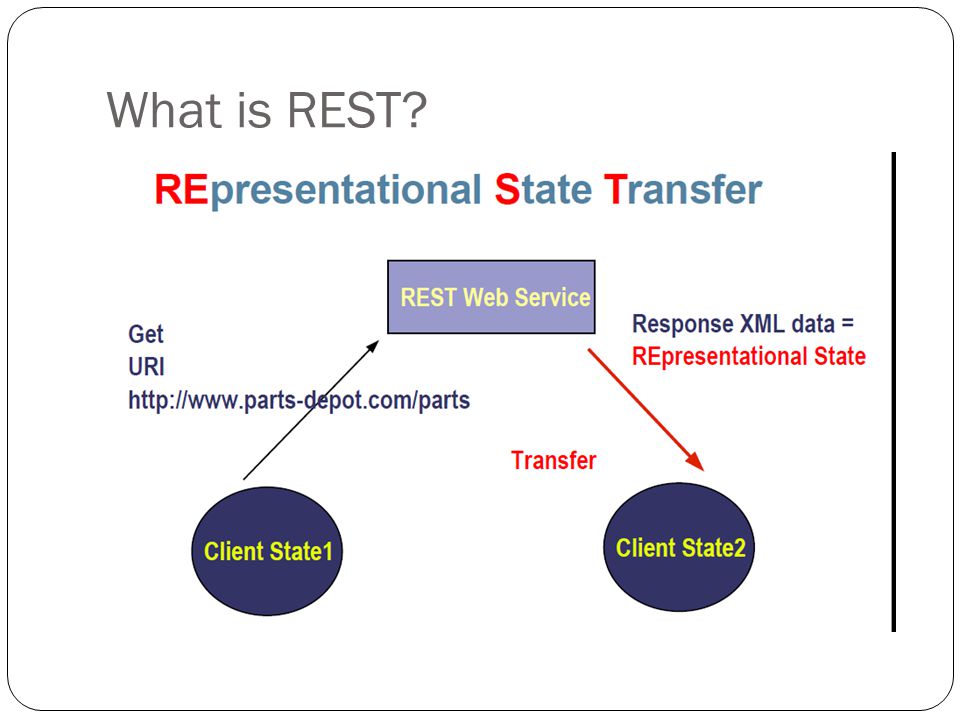 What is REST?
REpresentational State Transfer
REST Web Service
Get
URI
http://www.parts-depot.com/parts
Response XML data =
REpresentational State
Transfer
Client State1
Client State2